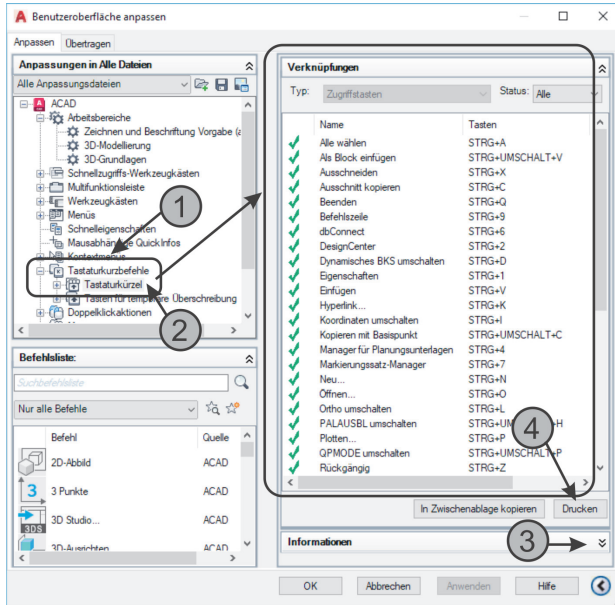 Benutzeroberfläche anpassen
Anpassen Übertragen
Anpassungen in Alle Dateien
Alle Anpassungsdateien
ACAD
Arbeitsbereiche
Zeichnen und Beschriftung Vorgabe (a
3D-Modellierung
3D-Grundlagen
Schnellzugriffs-Werkzeugkästen
Multifunktionsleiste
Werkzeugkästen
1
Menüs
Schnelleigenschaften
Mausabhängige QuickInfos
Kontextmenüs
Tastaturkurzbefehle
Tastaturkürzel
Tasten für temporäre Überschreibung
2
Doppelklickaktionen
Befehlsliste:
Suchbefehlsliste
Nur alle Befehle
Befehl Quelle
2D-Abbild ACAD
3 3 Punkte ACAD
3DS 3D Studio... ACAD
3D-Ausrichten ACAD
Verknüpfungen
Typ: Zugriffstasten Status: Alle
Name Tasten
Alle wählen STRG+A
Als Block einfügen STRG+UMSCHALT+V
Ausschneiden STRG+X
Ausschnitt kopieren STRG+C
Beenden STRG+Q
Befehlszeile STRG+9
dbConnect STRG+6
DesignCenter STRG+2
Dynamisches BKS umschalten STRG+D
Eigenschaften STRG+1
Einfügen STRG+V
Hyperlink... STRG+K
Koordinaten umschalten STRG+I
Kopieren mit Basispunkt STRG+UMSCHALT+C
Manager für Planungsunterlagen STRG+4
Markierungssatz-Manager STRG+7
Neu... STRG+N
Öffnen... STRG+O
Ortho umschalten STRG+L
PALAUSBL umschalten STRG+UMSCHALT+H
Plotten... STRG+P
QPMODE umschalten STRG+UMSCHALT+P
Rückgängig STRG+Z
4
In Zwischenablage kopieren Drucken
Informationen
3
OK Abbrechen Anwenden Hilfe